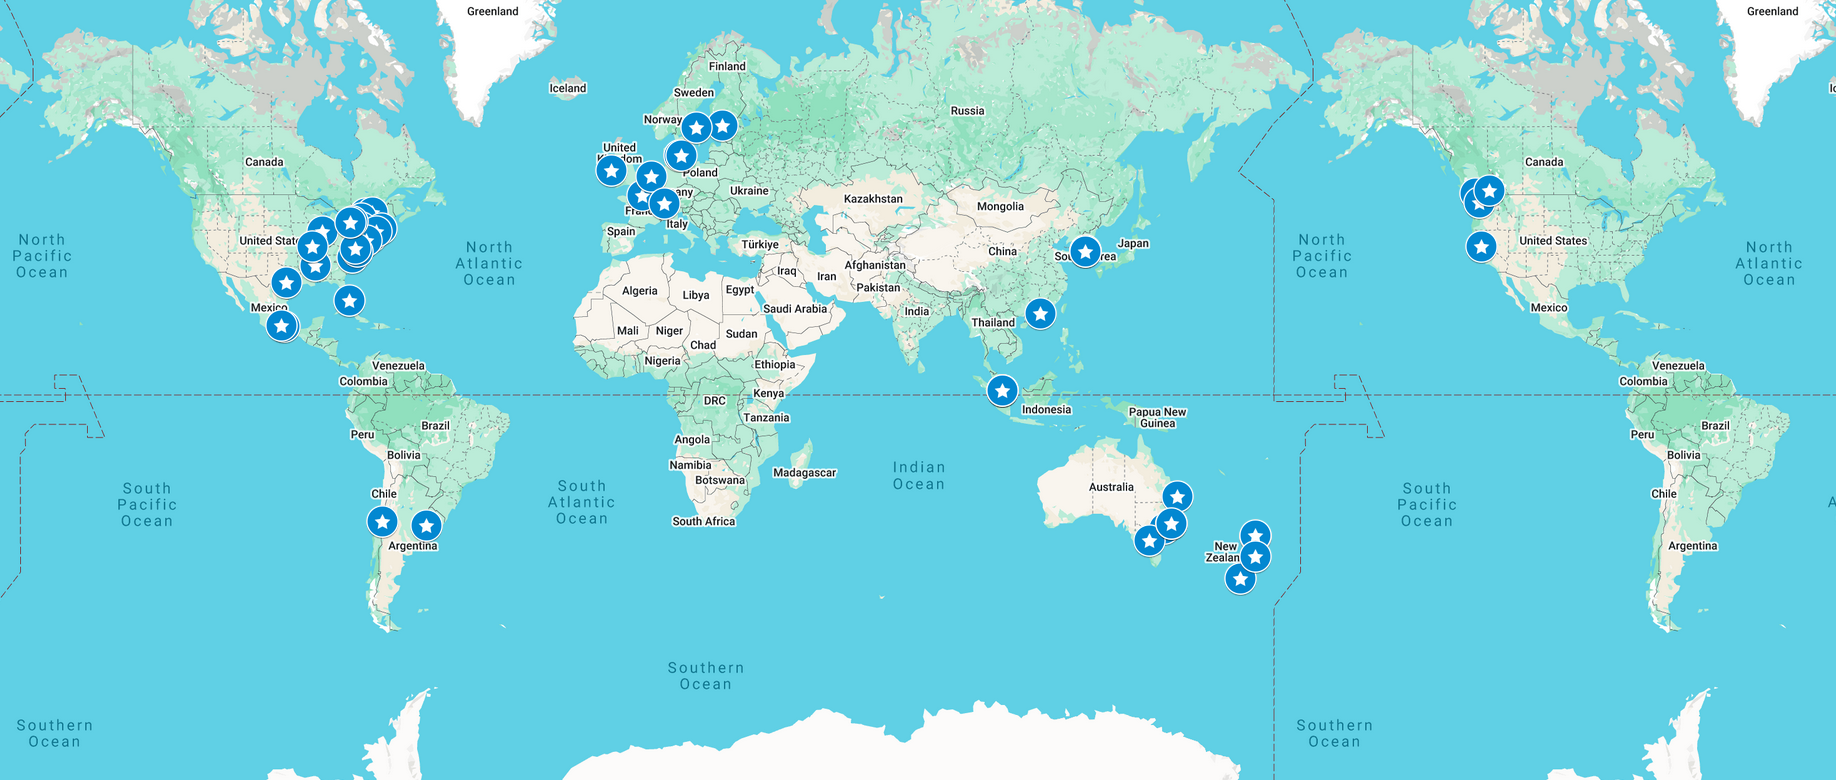 Greenland
Greenland
Finland
Iceland
Sweden
Russia
Norway
United
Canada
Canada
Poland
Ukraine
Kazakhstan
Mongolia
Italy
Spain
Türkiye
North
Pacific
Ocean
North
Atlantic
Ocean
China
Japan
Iraq
Iran
Afghanistan
Pakistan
North
Pacific
Ocean
United States
North
Atlantic
Ocean
Algeria
Libya
Egypt
Saudi Arabia
India
Mexico
Mexico
Mali
Niger
Chad
Sudan
Thailand
Nigeria
Ethiopia
Venezuela
Colombia
Venezuela
Colombia
DRC
Kenya
Tanzania
Indonesia
Papua New
Guinea
Peru
Brazil
Bolivia
Peru
Brazil
Bolivia
Angola
Namibia
Botswana
Madagascar
Indian
Ocean
Australia
South
Pacific
Ocean
Chile
South
Atlantic
Ocean
South Africa
South
Pacific
Ocean
Chile
Argentina
New
Argentina
Southern
Ocean
Southern
Ocean
Southern
Ocean